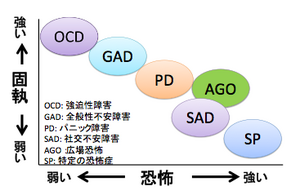 強い
固執
弱い
OCD
GAD
PD
AGO
SAD
SP
OCD: 強迫性障害
GAD: 全般性不安障害
PD: パニック障害
SAD: 社交不安障害
AGO :広場恐怖
SP: 特定の恐怖症
弱い 恐怖 強い